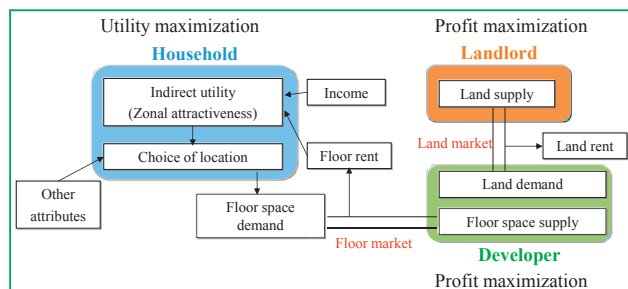 Utility maximization
Household
Indirect utility
(Zonal attractiveness)
Income
Choice of location
Floor rent
Other
attributes
Floor space
demand
Floor market
Profit maximization
Landlord
Land supply
Land market
Land rent
Land demand
Floor space supply
Developer
Profit maximization